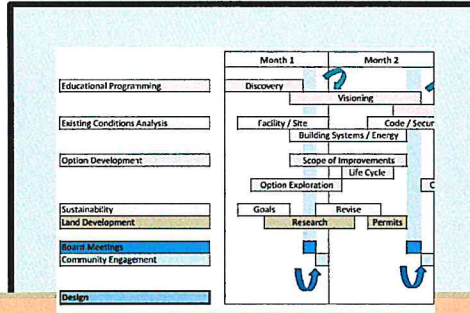 Month 1 Month 2
Educational Programming Discovery
Visioning
Existing Conditions Analysis Facility / Site Code / Secur
Building Systems / Energy
Option Development Scope of Improvements
Life Cycle
Option Exploration
Sustainability Goals Revise
Land Development Research Permits
Board Meetings
Community Engagement
Design